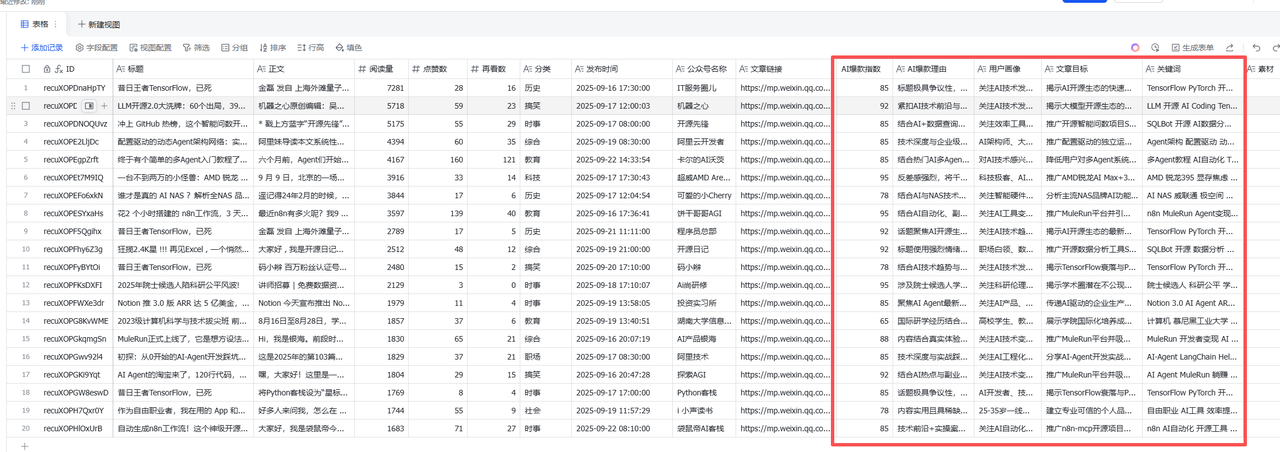 最近修改: 刚刚
表格 新建视图
添加记录 字段配置 视图配置 筛选 分组 排序 行高 填色 生成表单
ID 标题 正文 阅读量 点赞数 再看数 分类 发布时间 公众号名称 文章链接 AI爆款指数 AI爆款理由 用户画像 文章目标 关键词 素材
1 recuXOPDnaHpTY 昔日王者TensorFlow，已死 金磊 发自 上海外滩量子... 7281 28 16 历史 2025-09-16 17:30:00 IT服务圈儿 https://mp.weixin.qq.co... 85 标题极具争议性，... 关注AI技术发... 揭示AI开源生态的快速... TensorFlow PyTorch 开...
recuXOPI LLM开源2.0大洗牌：60个出局，39... 机器之心原创编辑：吴... 5718 59 23 搞笑 2025-09-17 12:00:03 机器之心 https://mp.weixin.qq.co... 92 紧扣AI技术前沿与... 关注AI技术发... 揭示大模型开源生态的... LLM 开源 AI Coding Ten...
3 recuXOPDNOQUvz 冲上 GitHub 热榜，这个智能问数开... * 戳上方蓝字“开源先锋”... 5175 55 29 时事 2025-09-17 08:00:00 开源先锋 https://mp.weixin.qq.co... 85 结合AI+数据查询... 关注效率工具... 推广开源智能问数项目S... SQLBot 开源 AI数据分...
4 recuXOPE2LIjDc 配置驱动的动态Agent架构网络：实... 阿里妹导读本文系统性... 4394 60 35 综合 2025-09-19 08:30:00 阿里云开发者 https://mp.weixin.qq.co... 85 技术深度与企业级... AI架构师、大... 推广配置驱动的独立运... Agent架构 配置驱动 动...
5 recuXOPEgpZrft 终于有个简单的多Agent入门教程了... 六个月前，Agent们开始... 4167 160 121 教育 2025-09-22 14:33:54 卡尔的AI沃茨 https://mp.weixin.qq.co... 85 结合热门AI多Agen... 对AI技术感兴... 降低用户对多Agent系统... 多Agent教程 AI自动化 T...
6 recuXOPEt7M9IQ 一台不到两万的小怪兽：AMD 锐龙 ... 9 月 9 日，北京的一场... 3966 33 14 科技 2025-09-17 17:30:43 超威AMD Are... https://mp.weixin.qq.co... 95 反差感强烈，将千... 科技极客、AI... 推广AMD锐龙AI Max+3... AMD 锐龙395 显存焦虑 ...
7 recuXOPEFo6xkN 谁才是真的 AI NAS ？解析全NAS 品... 遥记得24年2月的时候，... 3844 17 6 历史 2025-09-17 12:04:54 可爱的小Cherry https://mp.weixin.qq.co... 78 结合AI与NAS技术... 关注智能硬件... 分析主流NAS品牌AI功能... AI NAS 威联通 极空间 ...
8 recuXOPESYxaHs 花2 个小时搭建的 n8n工作流，3 天... 最近n8n有多火呢？我9 ... 3597 139 40 教育 2025-09-16 17:36:41 饼干哥哥AGI https://mp.weixin.qq.co... 95 结合AI自动化、副... 关注AI工具变... 推广MuleRun平台并引... n8n MuleRun Agent变现...
9 recuXOPF5Qgihx 昔日王者TensorFlow，已死 金磊 发自 上海外滩量子... 2789 17 5 历史 2025-09-21 11:11:00 程序员总部 https://mp.weixin.qq.co... 92 话题聚焦AI开源生... 关注AI技术趋... 揭示AI开源生态的最新... TensorFlow PyTorch 开...
10 recuXOPFhy6Z3g 狂揽2.4K星 !!! 再见Excel，一个悄然... 大家好，我是开源日记... 2512 48 12 综合 2025-09-19 21:00:00 开源日记 https://mp.weixin.qq.co... 92 标题使用强烈情绪... 职场白领、数... 推广开源数据分析工具S... SQLBot 开源 数据分析 ...
11 recuXOPFyBYtOi 昔日王者TensorFlow，已死 码小辫 百万粉丝认证号... 2480 15 2 搞笑 2025-09-20 17:10:00 码小辫 https://mp.weixin.qq.co... 78 结合AI技术趋势与... 关注AI技术发... 揭示TensorFlow衰落与P... TensorFlow PyTorch 开...
12 recuXOPFKsDXFI 2025年院士候选人陷科研公平风波! 讲师招募 | 免费数据资... 2129 3 0 时事 2025-09-18 17:10:07 Ai尚研修 https://mp.weixin.qq.co... 95 涉及院士候选人学... 关注科研伦理... 揭示学术圈潜在不公现... 院士候选人 科研公平 学...
13 recuXOPFWXe3dr Notion 推 3.0 版 ARR 达 5 亿美金，... Notion 今天宣布推出 No... 1979 11 4 时事 2025-09-19 13:58:05 投资实习所 https://mp.weixin.qq.co... 85 聚焦AI Agent最新... 关注AI产品、... 传递AI驱动的企业生产... Notion 3.0 AI Agent AR...
14 recuXOPG8KvWME 2023级计算机科学与技术拔尖班 前... 8月16日至8月28日，学... 1857 37 6 教育 2025-09-19 13:40:51 湖南大学信息... https://mp.weixin.qq.co... 65 国际研学经历结合... 高校学生、教... 展示学院国际化培养成... 计算机 慕尼黑工业大学 ...
15 recuXOPGkqmgSn MuleRun正式上线了，它是想方设法... Hi，我是银海。前段时... 1830 65 21 综合 2025-09-16 20:07:15 AI产品银海 https://mp.weixin.qq.co... 88 内容结合真实体验... 关注AI技术变... 推广MuleRun平台并吸... MuleRun 开发者变现 AI ...
16 recuXOPGwv92l4 初探：从0开始的AI-Agent开发踩坑... 这是2025年的第103篇... 1829 37 21 职场 2025-09-17 08:30:00 阿里技术 https://mp.weixin.qq.co... 85 技术深度与实战踩... 关注AI工程化... 分享AI-Agent开发实战... AI-Agent LangChain Hel...
17 recuXOPGKi9Yqt AI Agent的淘宝来了，120行代码，... 嘿，大家好！这里是一... 1804 29 15 搞笑 2025-09-16 20:47:28 探索AGI https://mp.weixin.qq.co... 92 结合AI热点与副业... 关注AI技术变... 推广MuleRun平台并吸... AI Agent MuleRun 躺赚 ...
18 recuXOPGW8eswD 昔日王者TensorFlow，已死 将Python客栈设为“星标... 1769 8 4 时事 2025-09-17 17:00:00 Python客栈 https://mp.weixin.qq.co... 85 话题极具争议性，... AI开发者、技... 揭示TensorFlow衰落与P... TensorFlow PyTorch 开...
19 recuXOPH7Qxr0Y 作为自由职业者，我在用的 App 和... 好多人来问我，怎么在 ... 1744 55 9 社会 2025-09-19 11:57:29 i 小声读书 https://mp.weixin.qq.co... 78 内容实用且稀缺... 25-35岁一线... 建立专业可信的个人品... 自由职业 AI工具 效率提...
20 recuXOPHlOxUrB 自动生成n8n工作流！这个神级开源... 大家好，我是袋鼠帝今... 1683 71 27 时事 2025-09-22 08:10:00 袋鼠帝AI客栈 https://mp.weixin.qq.co... 85 技术前沿+实操案... 关注AI自动化... 推广n8n-mcp开源项目... n8n AI自动化 开源工具 ...